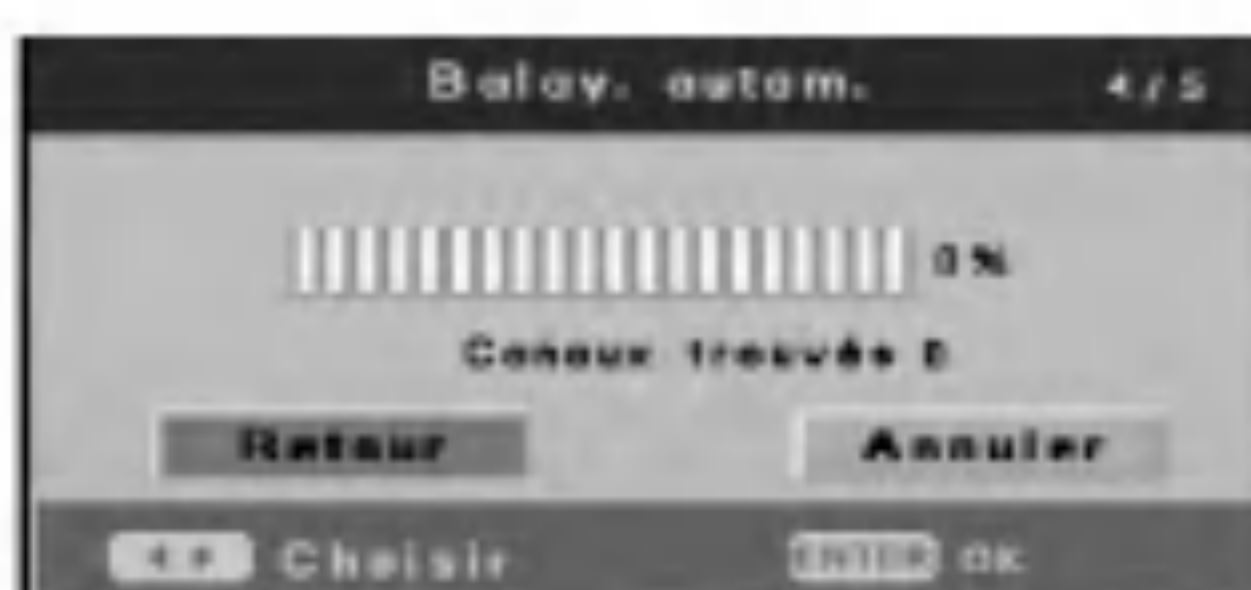 Balay. autom. 4/5
0%
Canaux trouvés 0
Retour Annuler
Choisir ENTER OK